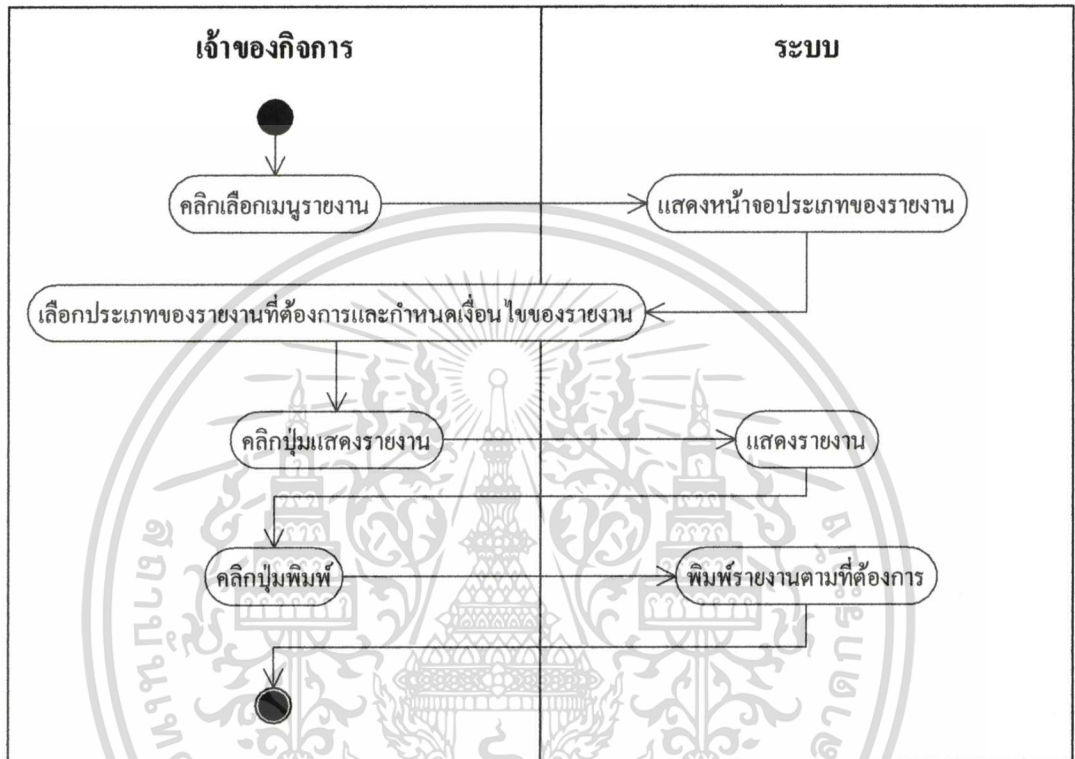 เจ้าของกิจการ
ระบบ
คลิกเลือกเมนูรายงาน
แสดงหน้าจอประเภทของรายงาน
เลือกประเภทของรายงานที่ต้องการและกำหนดเงื่อนไขของรายงาน
คลิกปุ่มแสดงรายงาน
แสดงรายงาน
คลิกปุ่มพิมพ์
พิมพ์รายงานตามที่ต้องการ